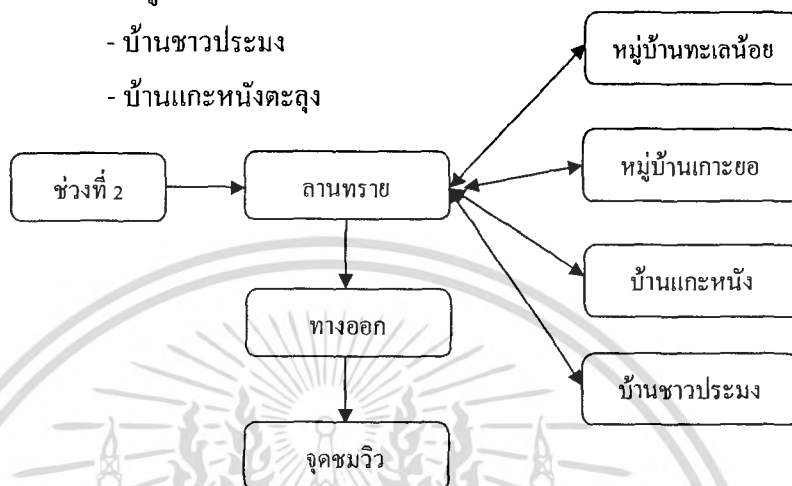 - บ้านชาวประมง
- บ้านแกะหนังตะลุง
หมู่บ้านทะเลน้อย
หมู่บ้านเกาะยอ
ช่วงที่ 2
ลานทราย
บ้านแกะหนัง
ทางออก
บ้านชาวประมง
จุดชมวิว